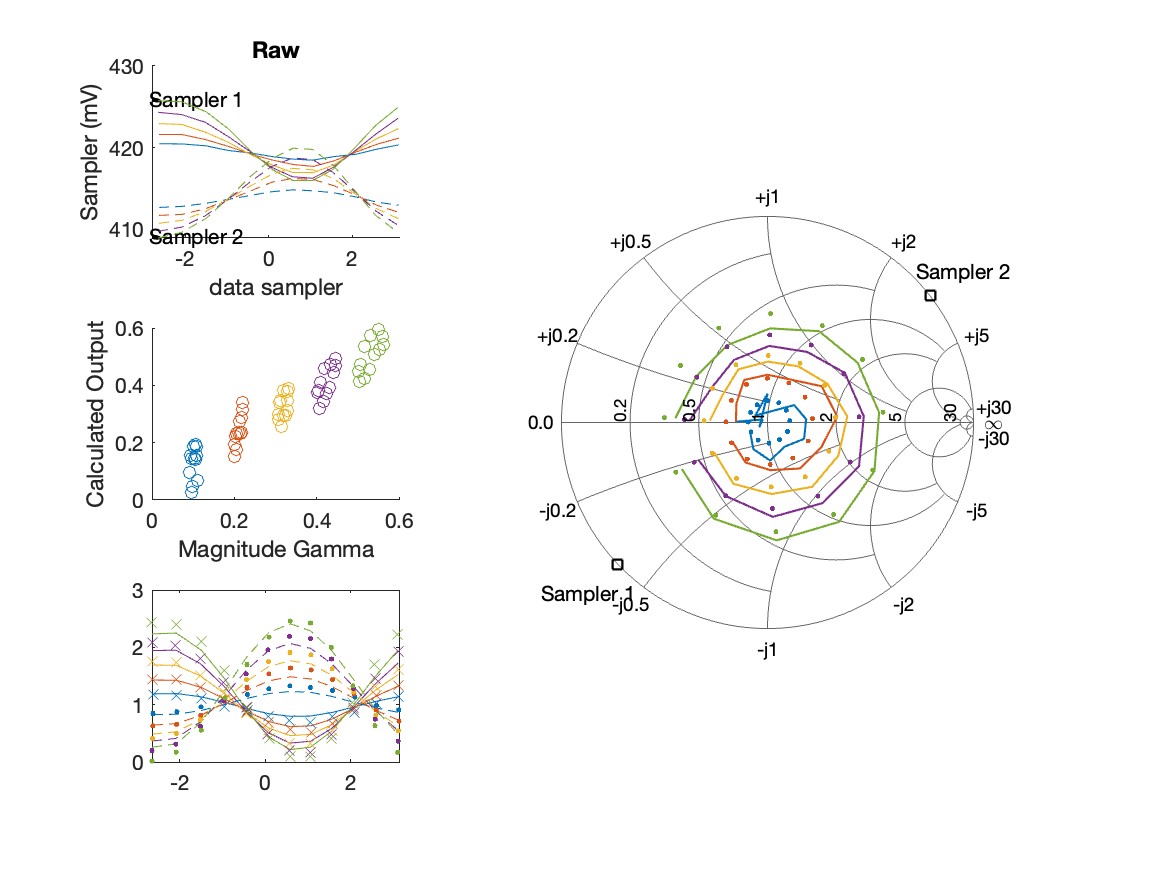 Raw
430
420
410
Sampler (mV)
Sampler 1
Sampler 2
-2 0 2
data sampler
0.6
0.4
0.2
0
Calculated Output
0 0.2 0.4 0.6
Magnitude Gamma
3
2
1
0
-2 0 2
+j1
+j0.5
+j2
Sampler 2
+j0.2
+j5
0.0
0.2
0.5
1
2
5
30
+j30
∞
-j30
-j0.2
-j5
Sampler 1
-j0.5
-j2
-j1